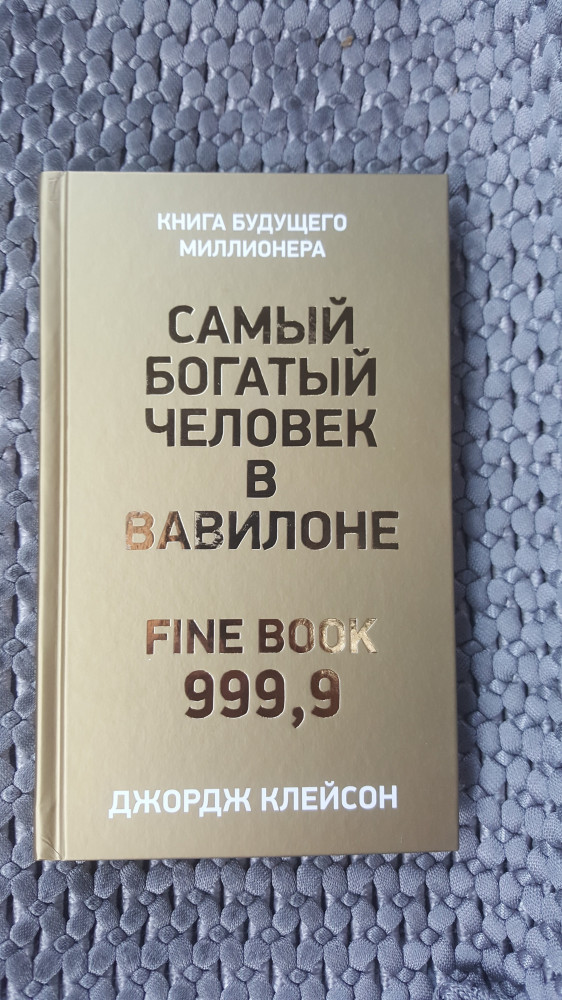 КНИГА БУДУЩЕГО
МИЛЛИОНЕРА
САМЫЙ
БОГАТЫЙ
ЧЕЛОВЕК
В
ВАВИЛОНЕ
FINE BOOK
999,9
ДЖОРДЖ КЛЕЙСОН